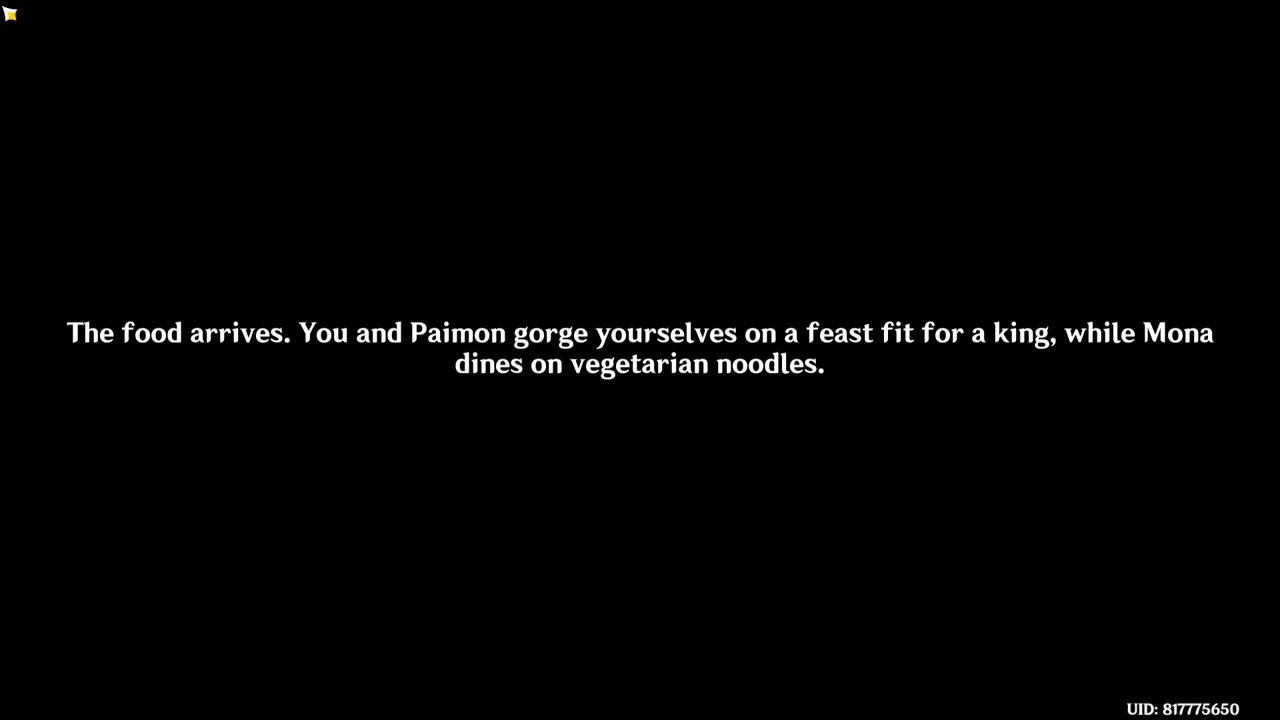 The food arrives. You and Paimon gorge yourselves on a feast fit for a king, while Mona
dines on vegetarian noodles.
UID: 817775650